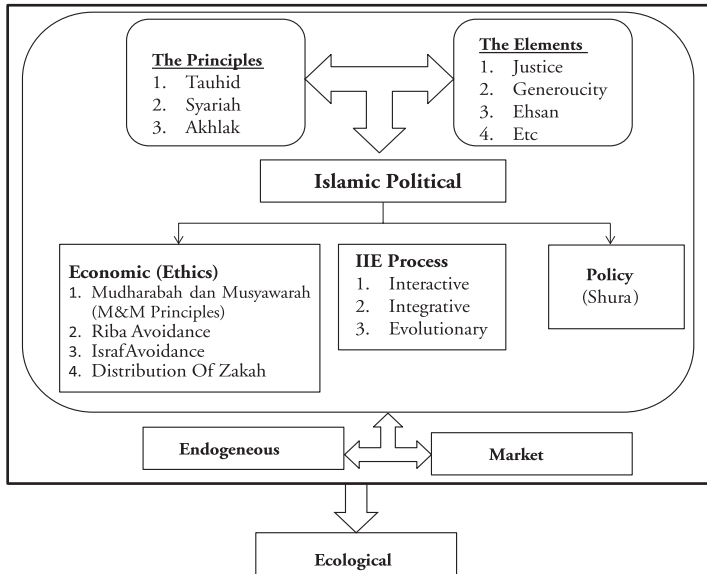 The Principles
1. Tauhid
2. Syariah
3. Akhlak
The Elements
1. Justice
2. Generoucity
3. Ehsan
4. Etc
Islamic Political
Economic (Ethics)
1. Mudharabah dan Musyawarah
(M&M Principles)
2. Riba Avoidance
3. IsrafAvoidance
4. Distribution Of Zakah
IIE Process
1. Interactive
2. Integrative
3. Evolutionary
Policy
(Shura)
Endogeneous
Market
Ecological